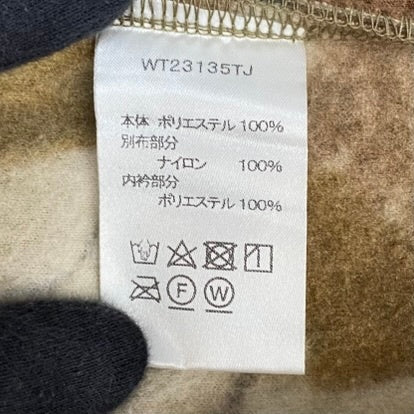 WT23135TJ
本体 ポリエステル 100%
別布部分
ナイロン 100%
内衿部分
ポリエステル 100%
F W